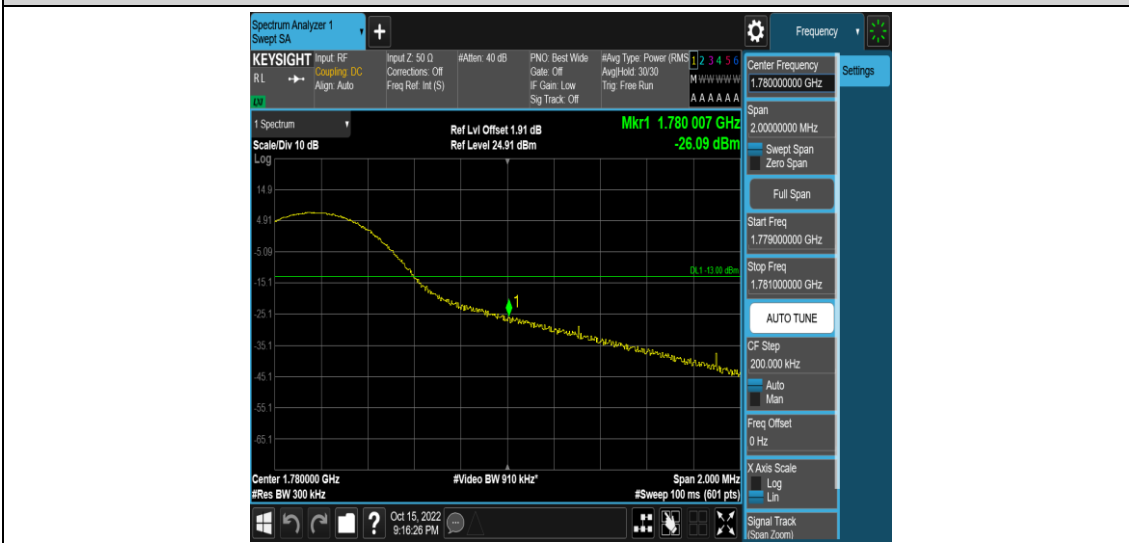 Spectrum Analyzer 1
Swept SA
+
Frequency
KEYSIGHT
RL
LV
Input: RF
Coupling: DC
Align: Auto
Input Z: 50 Ω
Corrections: Off
Freq Ref: Int (S)
#Atten: 40 dB
PNO: Best Wide
Gate: Off
IF Gain: Low
Sig Track: Off
#Avg Type: Power (RMS
Avg|Hold: 30/30
Trig: Free Run
1 2 3 4 5 6
M W W W W W
A A A A A A
1 Spectrum
Scale/Div 10 dB
Log
Ref Lvl Offset 1.91 dB
Ref Level 24.91 dBm
Mkr1 1.780 007 GHz
-26.09 dBm
14.9
4.91
-5.09
-15.1
-25.1
-35.1
-45.1
-55.1
-65.1
DL1 -13.00 dBm
1
Center 1.780000 GHz
#Res BW 300 kHz
#Video BW 910 kHz*
Span 2.000 MHz
#Sweep 100 ms (601 pts)
?
Oct 15, 2022
9:16:26 PM
Center Frequency
1.780000000 GHz
Settings
Span
2.00000000 MHz
Swept Span
Zero Span
Full Span
Start Freq
1.779000000 GHz
Stop Freq
1.781000000 GHz
AUTO TUNE
CF Step
200.000 kHz
Auto
Man
Freq Offset
0 Hz
X Axis Scale
Log
Lin
Signal Track
(Span Zoom)